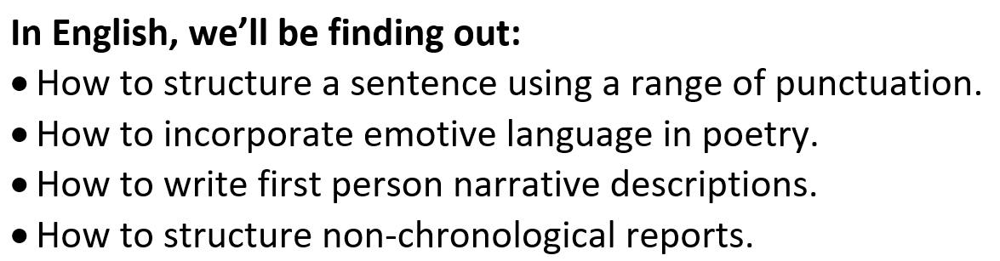 In English, we’ll be finding out:
• How to structure a sentence using a range of punctuation.
• How to incorporate emotive language in poetry.
• How to write first person narrative descriptions.
• How to structure non-chronological reports.